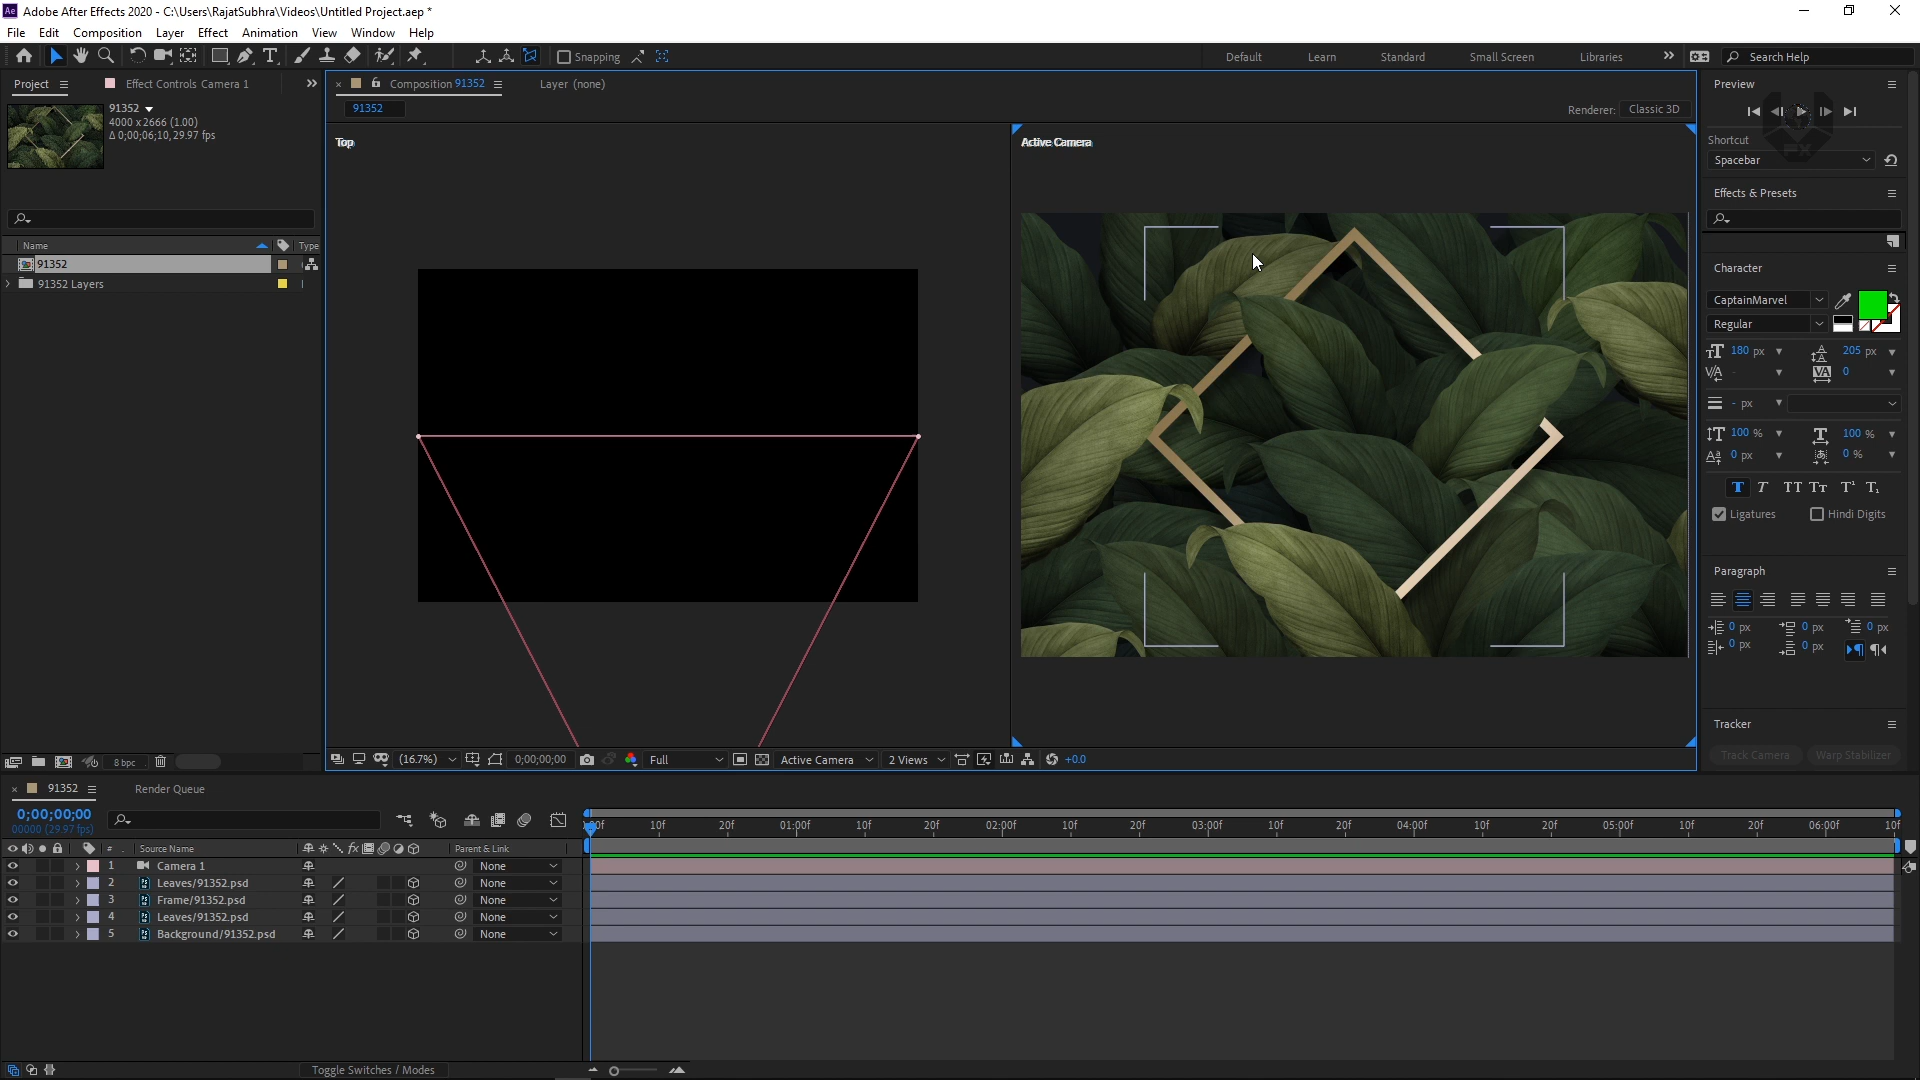 Adobe After Effects 2020 - C:\Users\RajatSubhra\Videos\Untitled Project.aep *
File Edit Composition Layer Effect Animation View Window Help
Snapping Default Learn Standard Small Screen Libraries Search Help
Project Effect Controls Camera 1 Composition 91352 Layer (none) Preview
91352
4000 x 2666 (1.00)
Δ 0;00;06;10, 29.97 fps
91352 Renderer: Classic 3D
Top Active Camera
Shortcut
Spacebar
Effects & Presets
Name Type
91352
91352 Layers
Character
CaptainMarvel
Regular
180 px 205 px
- 0
- px
100 % 100 %
0 px 0 %
T T TT Tт T¹ T₁
Ligatures Hindi Digits
Paragraph
0 px 0 px 0 px
0 px 0 px
Tracker
Track Camera Warp Stabilizer
8 bpc (16.7%) 0;00;00;00 Full Active Camera 2 Views +0.0
91352 Render Queue
0;00;00;00
00000 (29.97 fps)
:00f 10f 20f 01:00f 10f 20f 02:00f 10f 20f 03:00f 10f 20f 04:00f 10f 20f 05:00f 10f 20f 06:00f 10f
# Source Name fx Parent & Link
1 Camera 1 None
2 Leaves/91352.psd None
3 Frame/91352.psd None
4 Leaves/91352.psd None
5 Background/91352.psd None
Toggle Switches / Modes